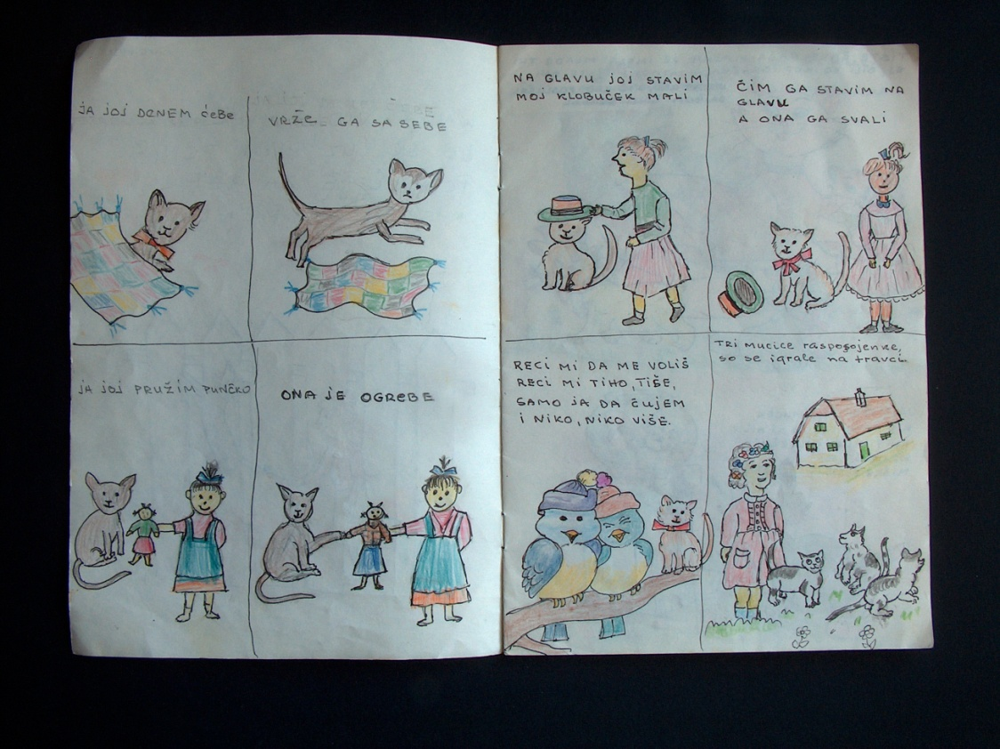 JA JOJ DENEM ĆEBE
VRŽE GA SA SEBE
JA JOJ PRUŽIM PUNČKO
ONA JE OGREBE
NA GLAVU JOJ STAVIM
MOJ KLOBUČEK MALI
ČIM GA STAVIM NA
GLAVU
A ONA GA SVALI
RECI MI DA ME VOLIŠ
RECI MI TIHO, TIŠE,
SAMO JA DA ČUJEM
I NIKO, NIKO VIŠE.
TRI MUCICE raspogojenke,
so se igrale na travci.